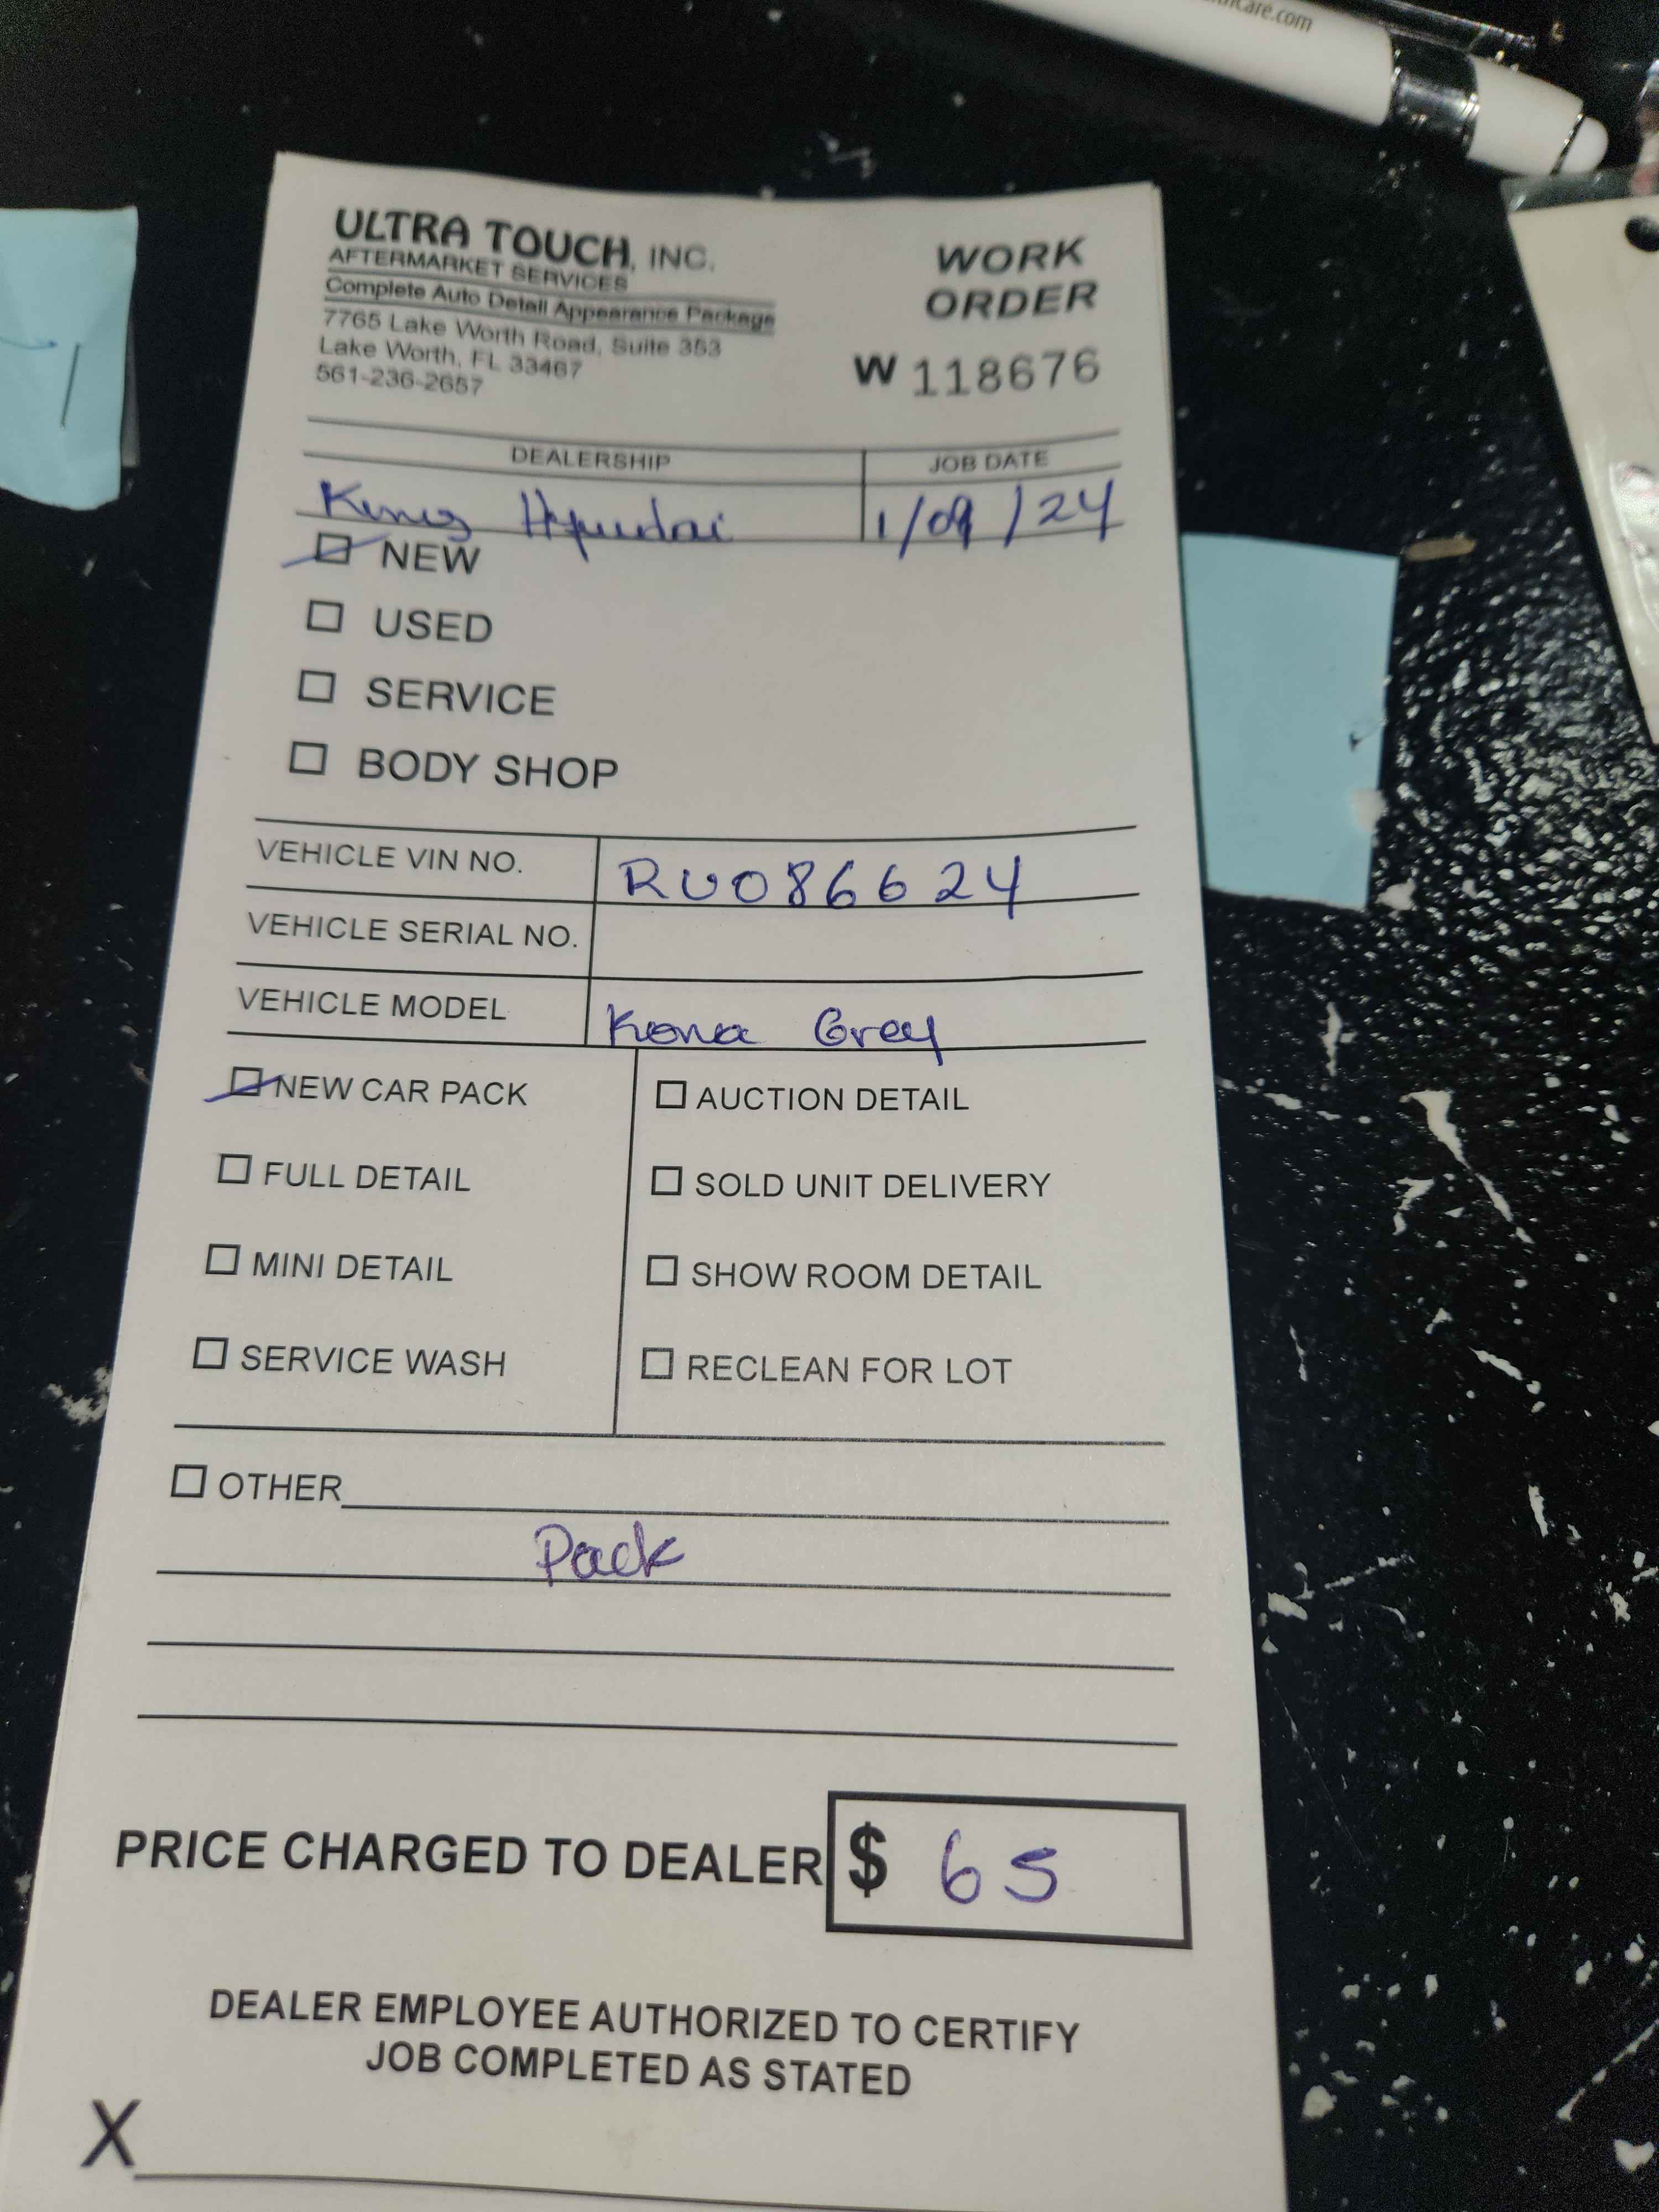 thCare.com
ULTRA TOUCH, INC.
AFTERMARKET SERVICES
Complete Auto Detail Appearance Package
7765 Lake Worth Road, Suite 353
Lake Worth, FL 33467
561-236-2657
WORK
ORDER
W 118676
DEALERSHIP JOB DATE
King Hyundai 1/09/24
NEW
USED
SERVICE
BODY SHOP
VEHICLE VIN NO. RU086624
VEHICLE SERIAL NO.
VEHICLE MODEL Kona Grey
NEW CAR PACK AUCTION DETAIL
FULL DETAIL SOLD UNIT DELIVERY
MINI DETAIL SHOW ROOM DETAIL
SERVICE WASH RECLEAN FOR LOT
OTHER
Pack
PRICE CHARGED TO DEALER $ 65
DEALER EMPLOYEE AUTHORIZED TO CERTIFY
JOB COMPLETED AS STATED
X